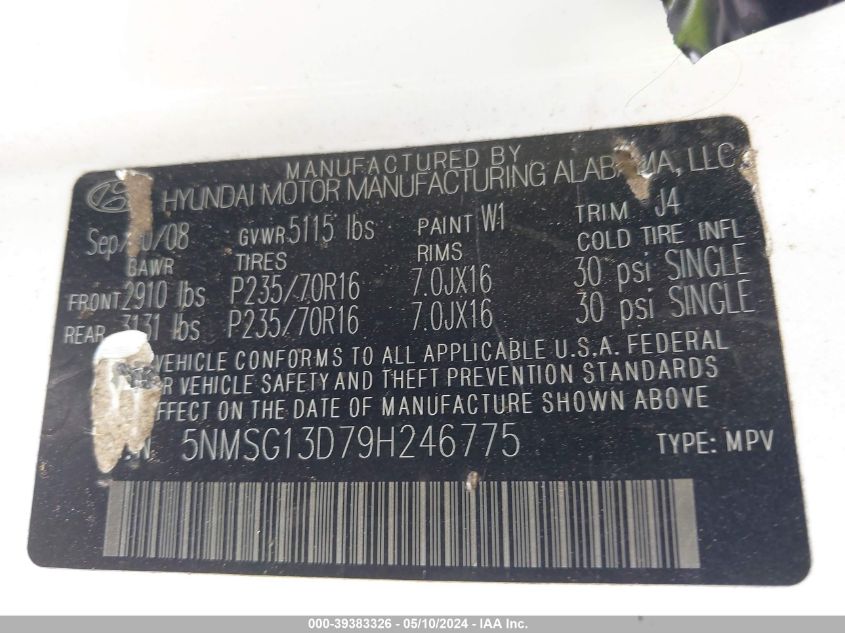 MANUFACTURED BY
HYUNDAI MOTOR MANUFACTURING LLC
GVWR 5115 lbs PAINT W1 TRIM J4
GAWR TIRES RIMS COLD TIRE INFL
FRONT 2910 lbs P235/70R16 7.0JX16 30 psi SINGLE
REAR 3131 lbs P235/70R16 7.0JX16 30 psi SINGLE
VEHICLE CONFORMS TO ALL APPLICABLE U.S.A. FEDERAL
VEHICLE SAFETY AND THEFT PREVENTION STANDARDS
EFFECT ON THE DATE OF MANUFACTURE SHOWN ABOVE
5NMSG13D79H246775 TYPE: MPV
000-39383326 - 05/10/2024 - IAA Inc.